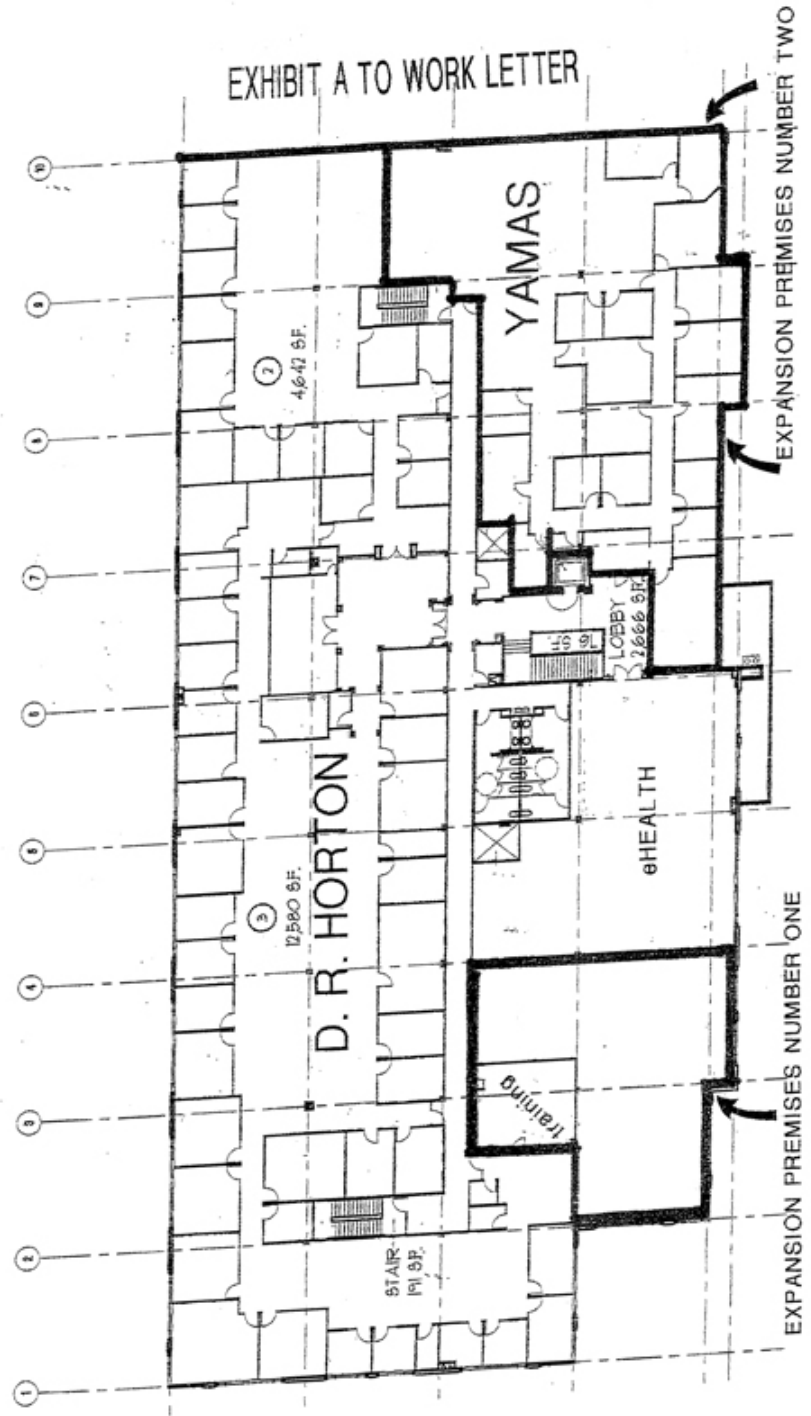 EXHIBIT A TO WORK LETTER
1
2
3
4
5
6
7
8
9
10
D. R. HORTON
3
12,580 S.F.
2
4,642 S.F.
YAMAS
STAIR
191 S.F.
LOBBY
2,666 S.F.
eHEALTH
training
EXPANSION PREMISES NUMBER ONE
EXPANSION PREMISES NUMBER TWO